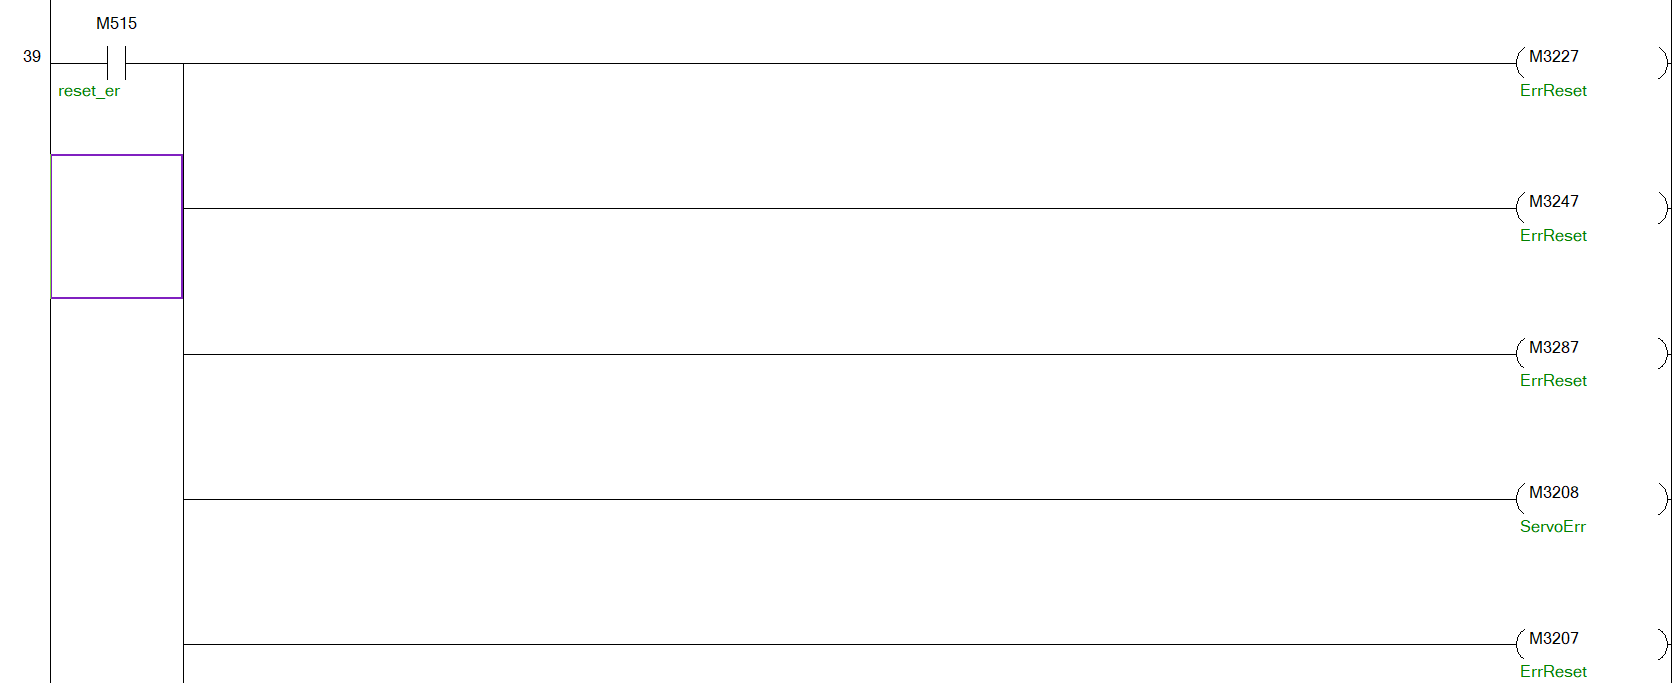 M515
39
M3227
reset_er
ErrReset
M3247
ErrReset
M3287
ErrReset
M3208
ServoErr
M3207
ErrReset